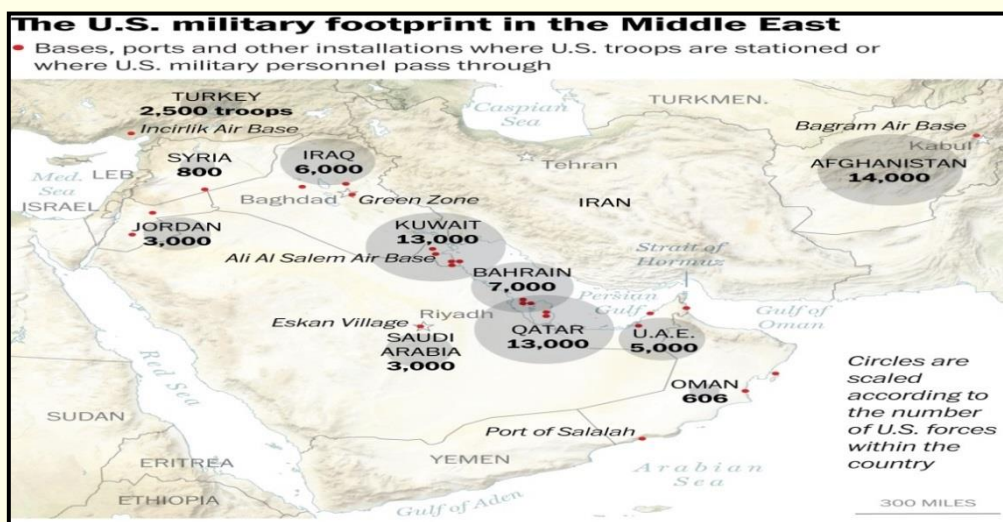 The U.S. military footprint in the Middle East
Bases, ports and other installations where U.S. troops are stationed or
where U.S. military personnel pass through
TURKEY
2,500 troops
Incirlik Air Base
Caspian
Sea
TURKMEN.
Bagram Air Base
Kabul
AFGHANISTAN
14,000
SYRIA
800
IRAQ
6,000
Tehran
Med.
Sea
LEB.
ISRAEL
Baghdad
Green Zone
IRAN
JORDAN
3,000
KUWAIT
13,000
Ali Al Salem Air Base
Strait of
Hormuz
BAHRAIN
7,000
Persian
Gulf
Gulf of
Oman
Eskan Village
Riyadh
SAUDI
ARABIA
3,000
QATAR
13,000
U.A.E.
5,000
Red Sea
OMAN
606
Circles are
scaled
according to
the number
of U.S. forces
within the
country
SUDAN
Port of Salalah
ERITREA
YEMEN
Arabian
Sea
ETHIOPIA
Gulf of Aden
300 MILES